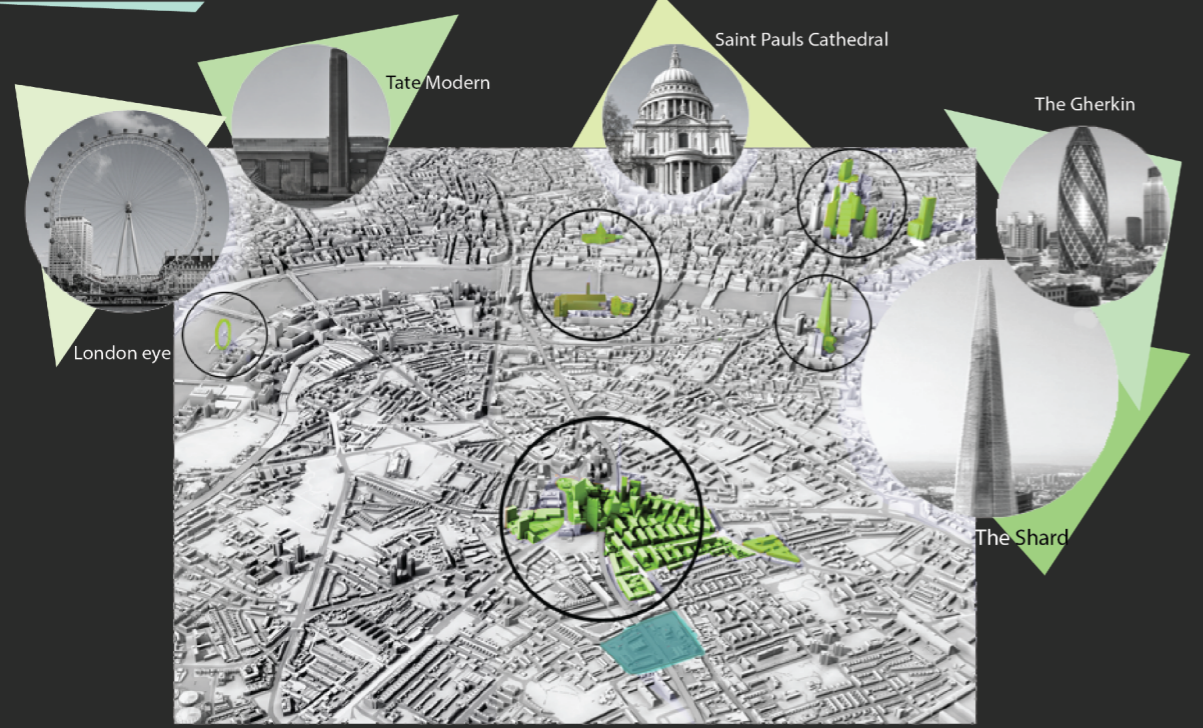 Saint Pauls Cathedral
Tate Modern
The Gherkin
London eye
The Shard